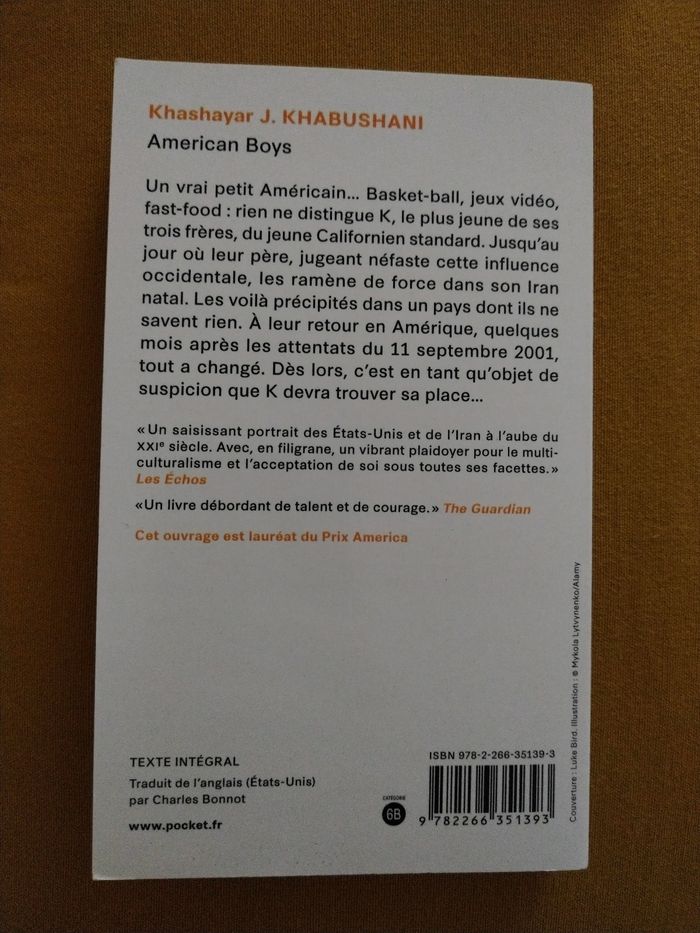 Khashayar J. KHABUSHANI
American Boys
Un vrai petit Américain... Basket-ball, jeux vidéo,
fast-food : rien ne distingue K, le plus jeune de ses
trois frères, du jeune Californien standard. Jusqu'au
jour où leur père, jugeant néfaste cette influence
occidentale, les ramène de force dans son Iran
natal. Les voilà précipités dans un pays dont ils ne
savent rien. À leur retour en Amérique, quelques
mois après les attentats du 11 septembre 2001,
tout a changé. Dès lors, c'est en tant qu'objet de
suspicion que K devra trouver sa place...
« Un saisissant portrait des États-Unis et de l'Iran à l'aube du
XXIe siècle. Avec, en filigrane, un vibrant plaidoyer pour le multi-
culturalisme et l'acceptation de soi sous toutes ses facettes. »
Les Échos
« Un livre débordant de talent et de courage. » The Guardian
Cet ouvrage est lauréat du Prix America
TEXTE INTÉGRAL
Traduit de l'anglais (États-Unis)
par Charles Bonnot
www.pocket.fr
CATÉGORIE
6B
ISBN 978-2-266-35139-3
9 782266 351393
Couverture : Luke Bird. Illustration : © Mykola Lytvynenko/Alamy